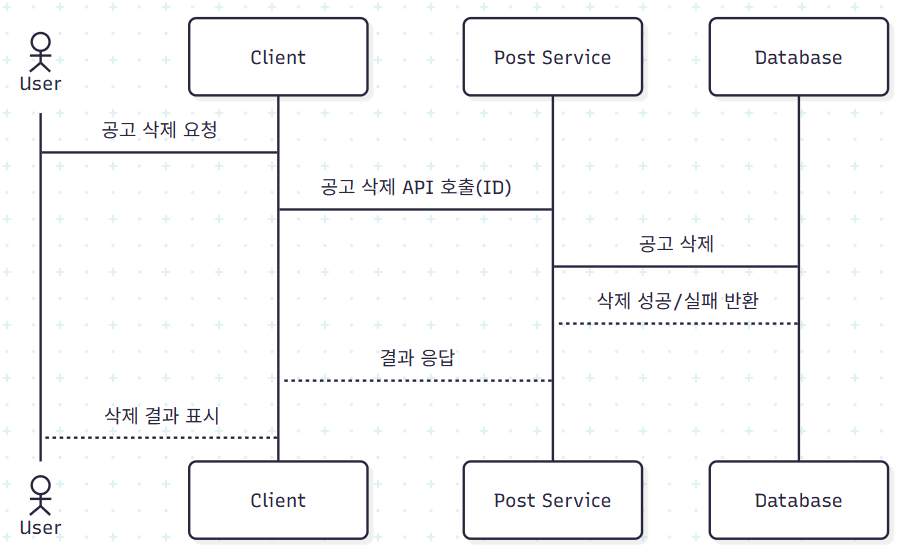 User
Client
Post Service
Database
공고 삭제 요청
공고 삭제 API 호출(ID)
공고 삭제
삭제 성공/실패 반환
결과 응답
삭제 결과 표시
User
Client
Post Service
Database